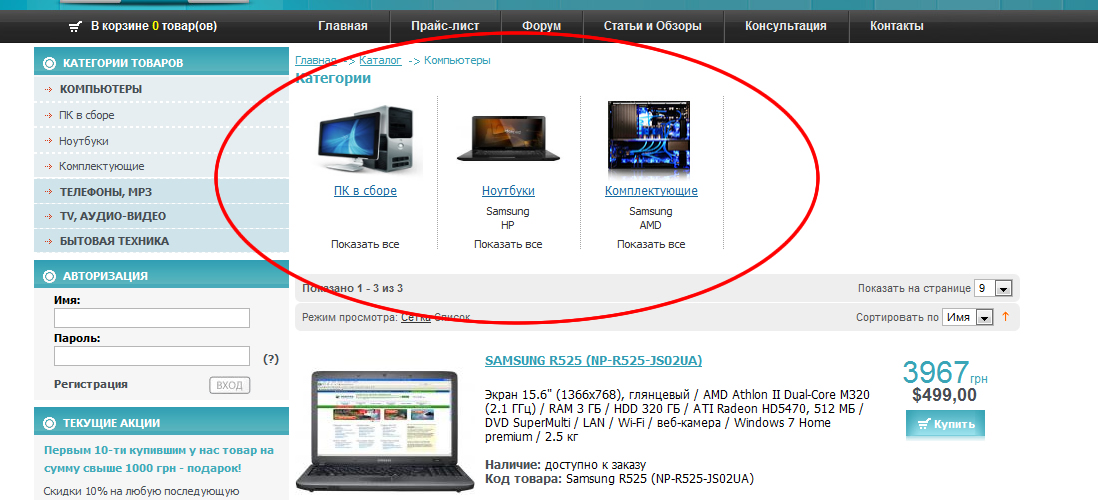 В корзине 0 товар(ов)
Главная
Прайс-лист
Форум
Статьи и Обзоры
Консультация
Контакты
КАТЕГОРИИ ТОВАРОВ
КОМПЬЮТЕРЫ
ПК в сборе
Ноутбуки
Комплектующие
ТЕЛЕФОНЫ, MP3
TV, АУДИО-ВИДЕО
БЫТОВАЯ ТЕХНИКА
АВТОРИЗАЦИЯ
Имя:
Пароль:
(?)
Регистрация
ВХОД
ТЕКУЩИЕ АКЦИИ
Первым 10-ти купившим у нас товар на
сумму свыше 1000 грн - подарок!
Скидки 10% на любую последующую
Главная -> Каталог -> Компьютеры
Категории
ПК в сборе
Показать все
Ноутбуки
Samsung
HP
Показать все
Комплектующие
Samsung
AMD
Показать все
Показано 1 - 3 из 3
Показать на странице 9
Режим просмотра: Сетка Список
Сортировать по Имя
SAMSUNG R525 (NP-R525-JS02UA)
Экран 15.6" (1366x768), глянцевый / AMD Athlon II Dual-Core M320
(2.1 ГГц) / RAM 3 ГБ / HDD 320 ГБ / ATI Radeon HD5470, 512 МБ /
DVD SuperMulti / LAN / Wi-Fi / веб-камера / Windows 7 Home
premium / 2.5 кг
Наличие: доступно к заказу
Код товара: Samsung R525 (NP-R525-JS02UA)
3967 грн
$499,00
Купить